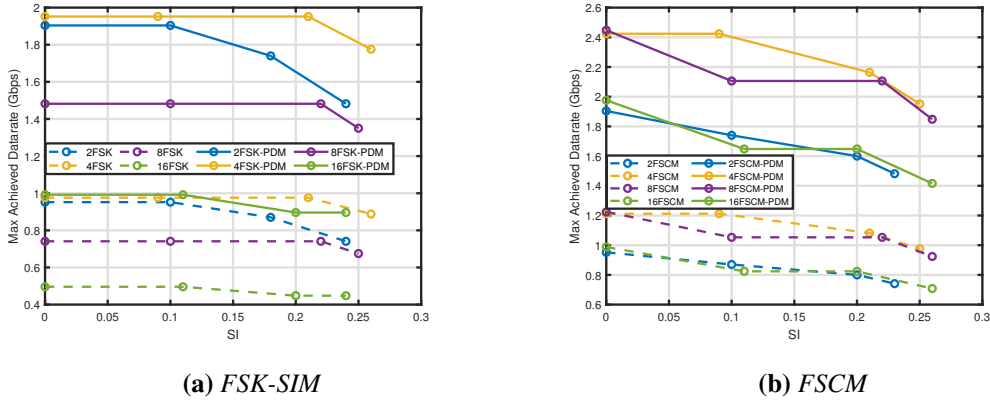 2
1.8
1.6
1.4
1.2
1
0.8
0.6
0.4
0
0.05
0.1
0.15
0.2
0.25
0.3
SI
Max Achieved Datarate (Gbps)
2FSK 8FSK 2FSK-PDM 8FSK-PDM
4FSK 16FSK 4FSK-PDM 16FSK-PDM
(a) FSK-SIM
2.6
2.4
2.2
2
1.8
1.6
1.4
1.2
1
0.8
0.6
0
0.05
0.1
0.15
0.2
0.25
0.3
SI
Max Achieved Datarate (Gbps)
2FSCM 2FSCM-PDM
4FSCM 4FSCM-PDM
8FSCM 8FSCM-PDM
16FSCM 16FSCM-PDM
(b) FSCM